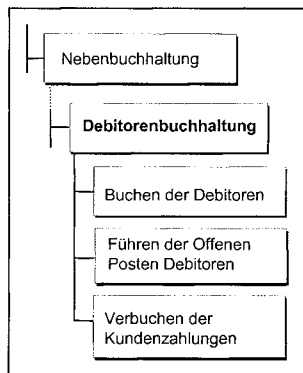 Nebenbuchhaltung
Debitorenbuchhaltung
Buchen der Debitoren
Führen der Offenen
Posten Debitoren
Verbuchen der
Kundenzahlungen